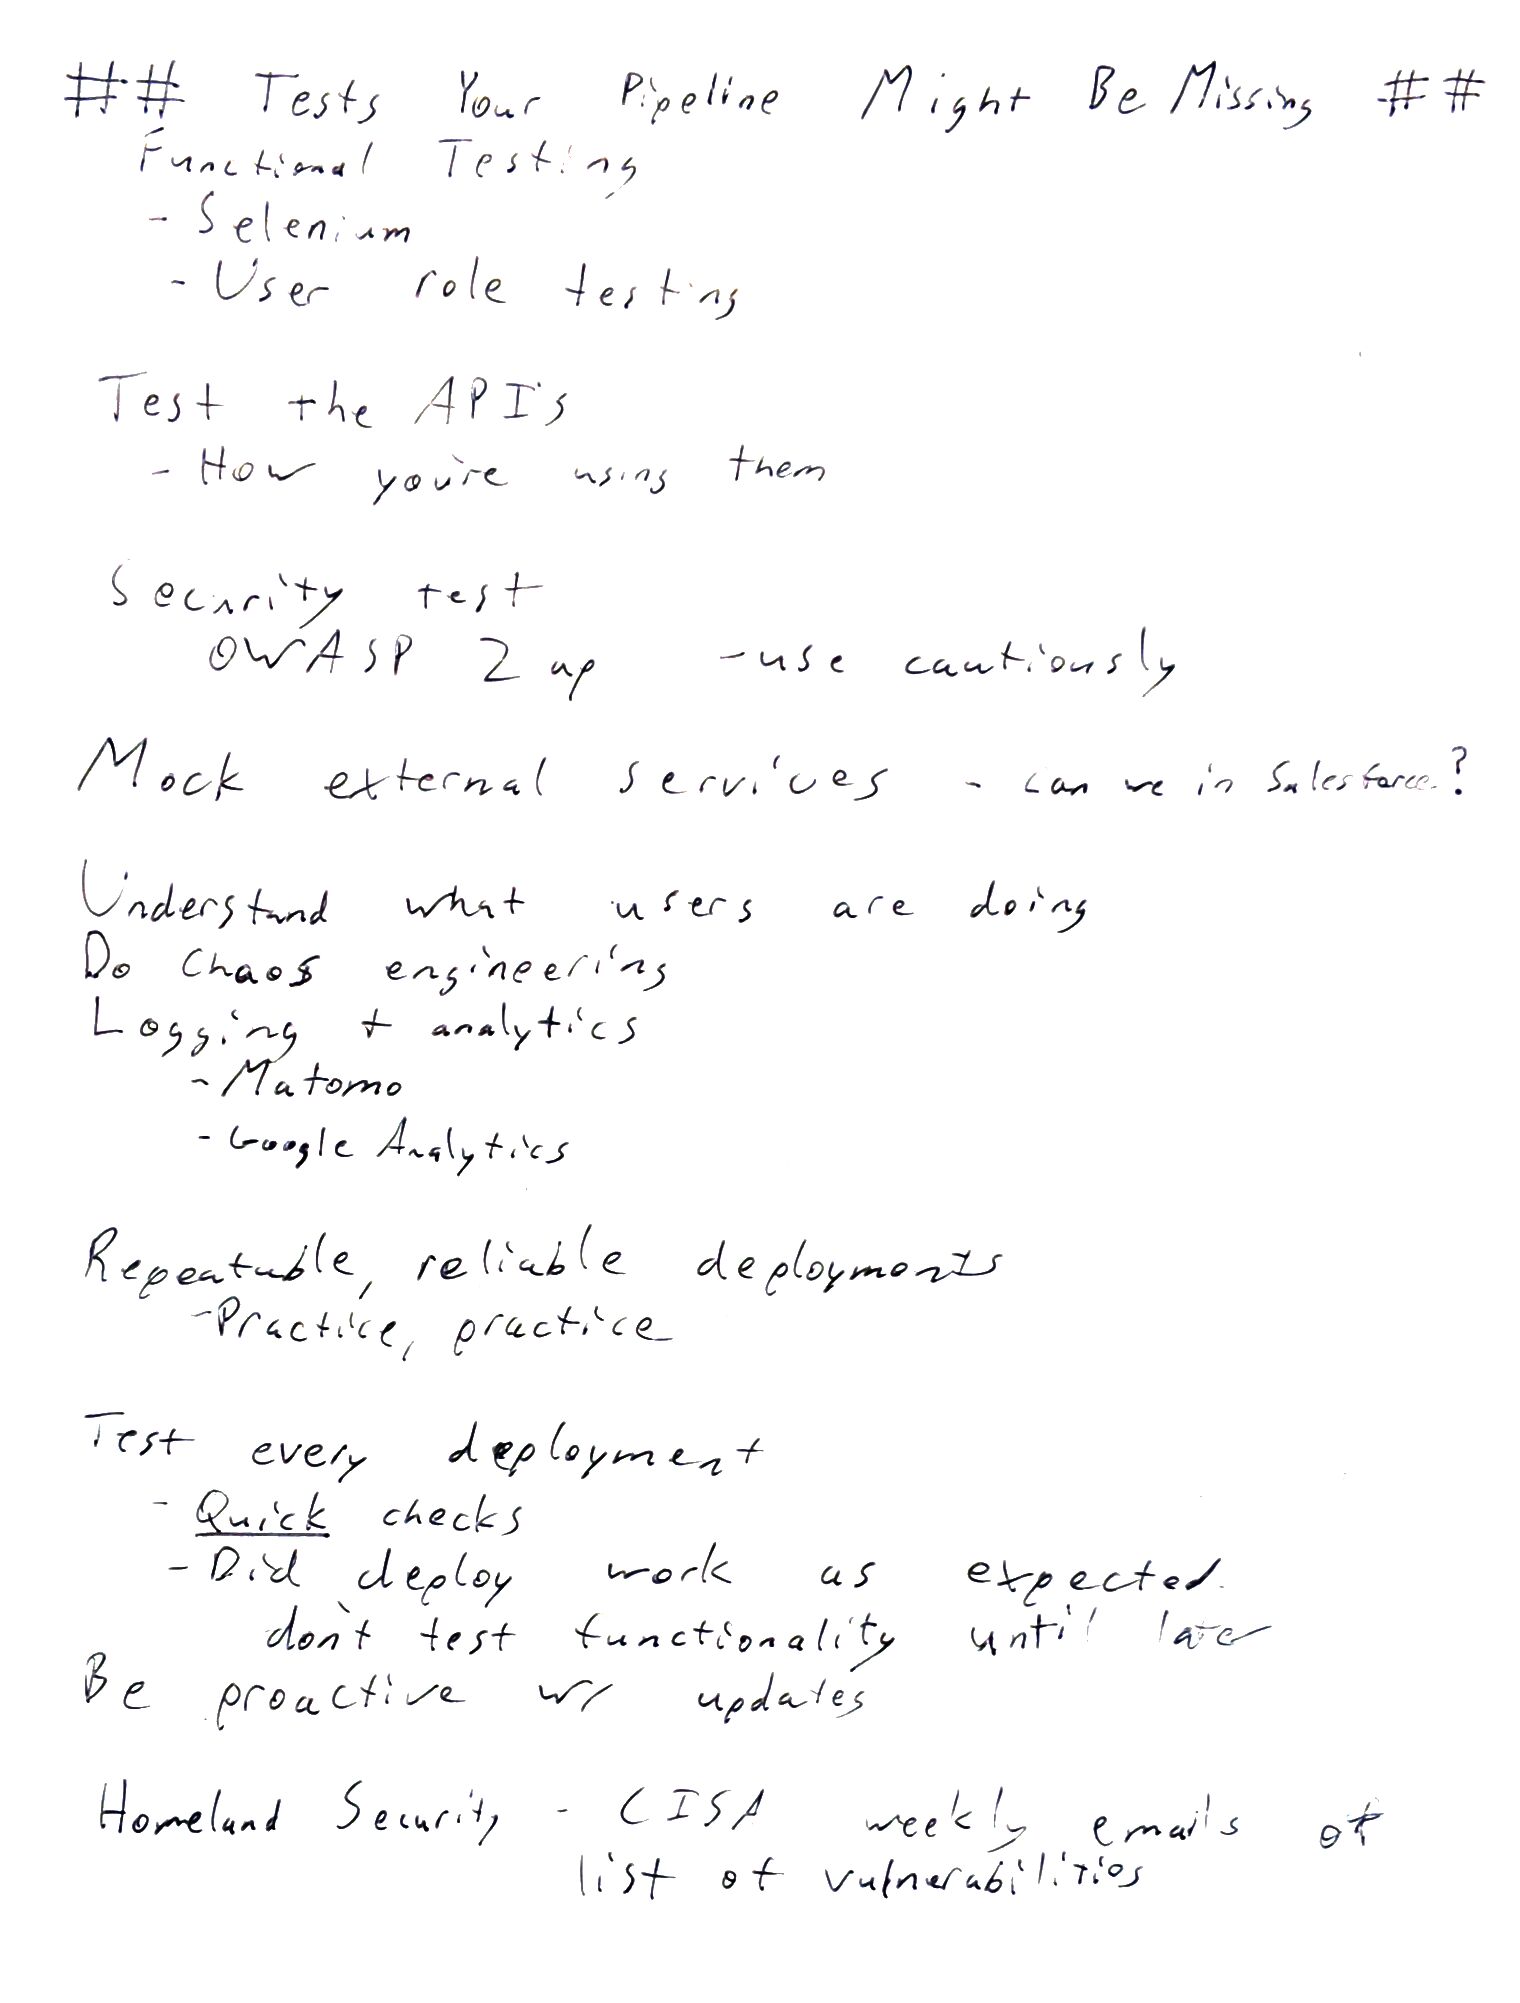 ## Tests Your Pipeline Might Be Missing ##
Functional Testing
- Selenium
- User role testing
Test the API's
- How you're using them
Security test
OWASP Zap - use cautiously
Mock external services - can we in Salesforce?
Understand what users are doing
Do chaos engineering
Logging + analytics
- Matomo
- Google Analytics
Repeatable, reliable deployments
- Practice, practice
Test every deployment
- Quick checks
- Did deploy work as expected.
don't test functionality until later
Be proactive w/ updates
Homeland Security - CISA weekly emails of
list of vulnerabilities